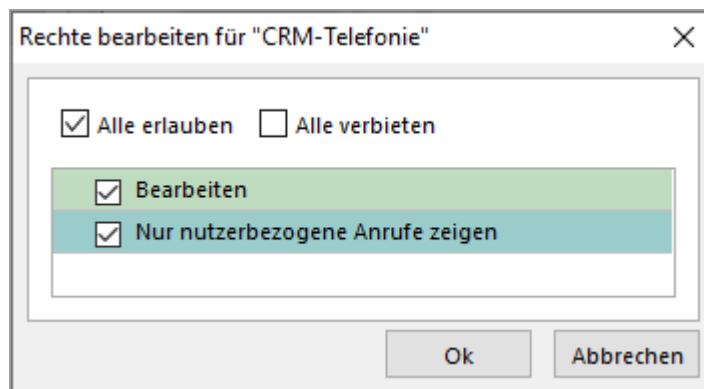 Rechte bearbeiten für "CRM-Telefonie"
Alle erlauben Alle verbieten
Bearbeiten
Nur nutzerbezogene Anrufe zeigen
Ok Abbrechen